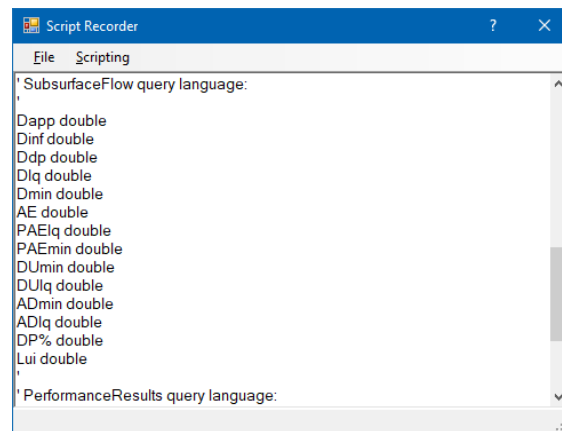 Script Recorder
File Scripting
' SubsurfaceFlow query language:
'
Dapp double
Dinf double
Ddp double
Dlq double
Dmin double
AE double
PAElq double
PAEmin double
DUmin double
DUlq double
ADmin double
ADlq double
DP% double
Lui double
'
' PerformanceResults query language: